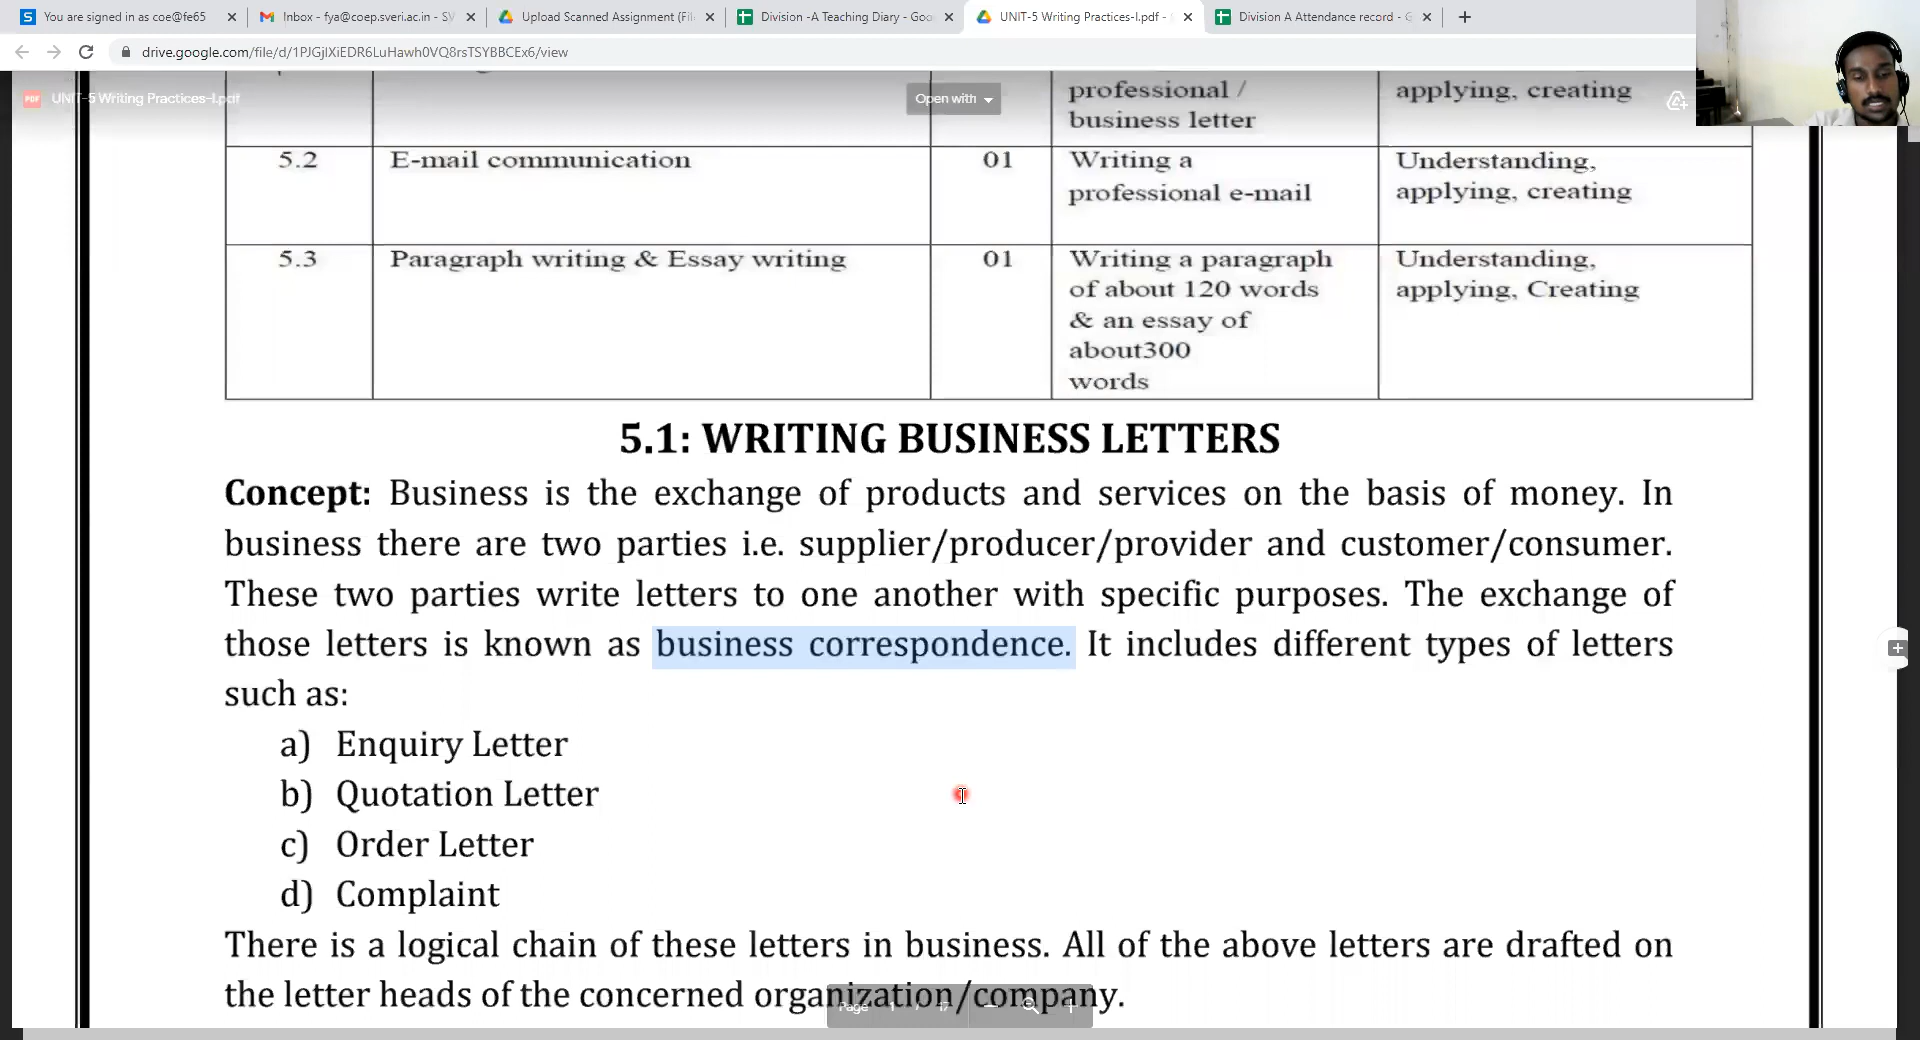 You are signed in as coe@fe65
Inbox - fya@coep.sveri.ac.in - SV
Upload Scanned Assignment (Fil
Division -A Teaching Diary - Goo
UNIT-5 Writing Practices-I.pdf -
Division A Attendance record - G
drive.google.com/file/d/1PJGjIXiEDR6LuHawh0VQ8rsTSYBBCEx6/view
PDF UNIT-5 Writing Practices-I.pdf
Open with
professional / applying, creating
business letter
5.2 E-mail communication 01 Writing a Understanding,
professional e-mail applying, creating
5.3 Paragraph writing & Essay writing 01 Writing a paragraph Understanding,
of about 120 words applying, Creating
& an essay of
about300
words
5.1: WRITING BUSINESS LETTERS
Concept: Business is the exchange of products and services on the basis of money. In
business there are two parties i.e. supplier/producer/provider and customer/consumer.
These two parties write letters to one another with specific purposes. The exchange of
those letters is known as business correspondence. It includes different types of letters
such as:
a) Enquiry Letter
b) Quotation Letter
c) Order Letter
d) Complaint
There is a logical chain of these letters in business. All of the above letters are drafted on
the letter heads of the concerned organization/company.
Page 1 / 17